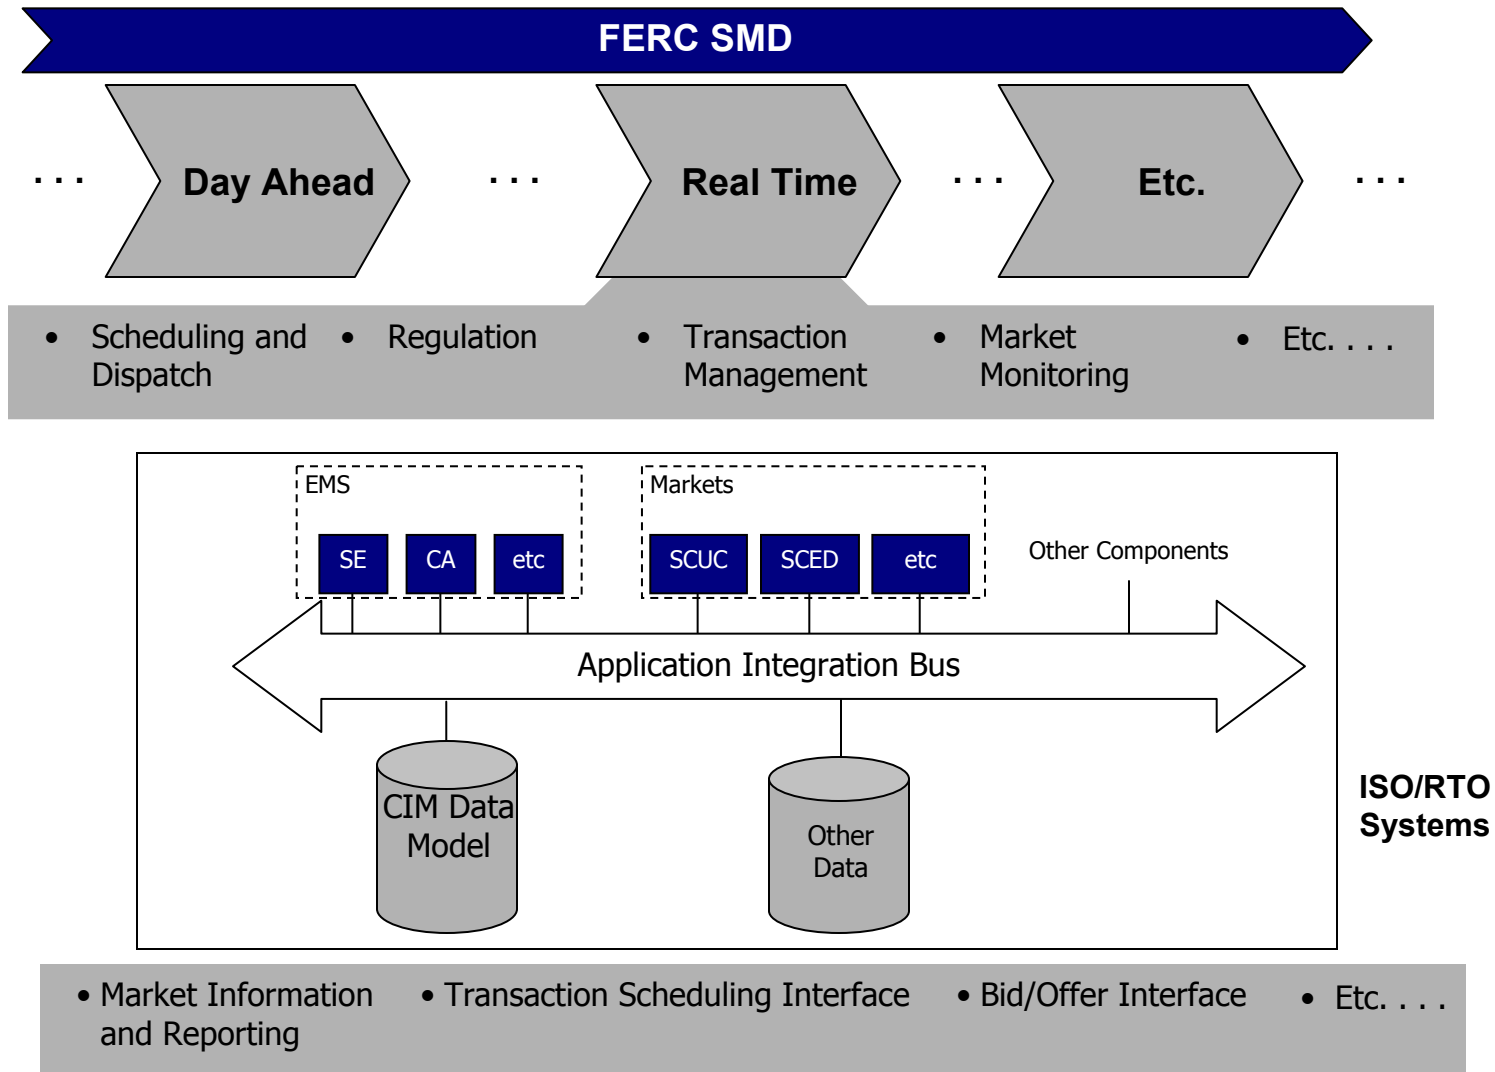 FERC SMD
. . . Day Ahead . . . Real Time . . . Etc. . . .
• Scheduling and Dispatch
• Regulation
• Transaction Management
• Market Monitoring
• Etc. . . .
EMS
SE
CA
etc
Markets
SCUC
SCED
etc
Other Components
Application Integration Bus
CIM Data
Model
Other
Data
ISO/RTO
Systems
• Market Information
and Reporting
• Transaction Scheduling Interface
• Bid/Offer Interface
• Etc. . . .